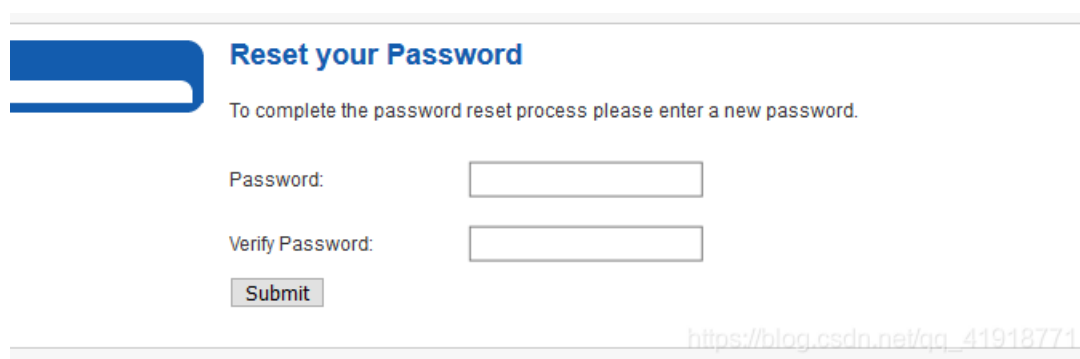 Reset your Password
To complete the password reset process please enter a new password.
Password:
Verify Password:
Submit
https://blog.csdn.net/qq_41918771